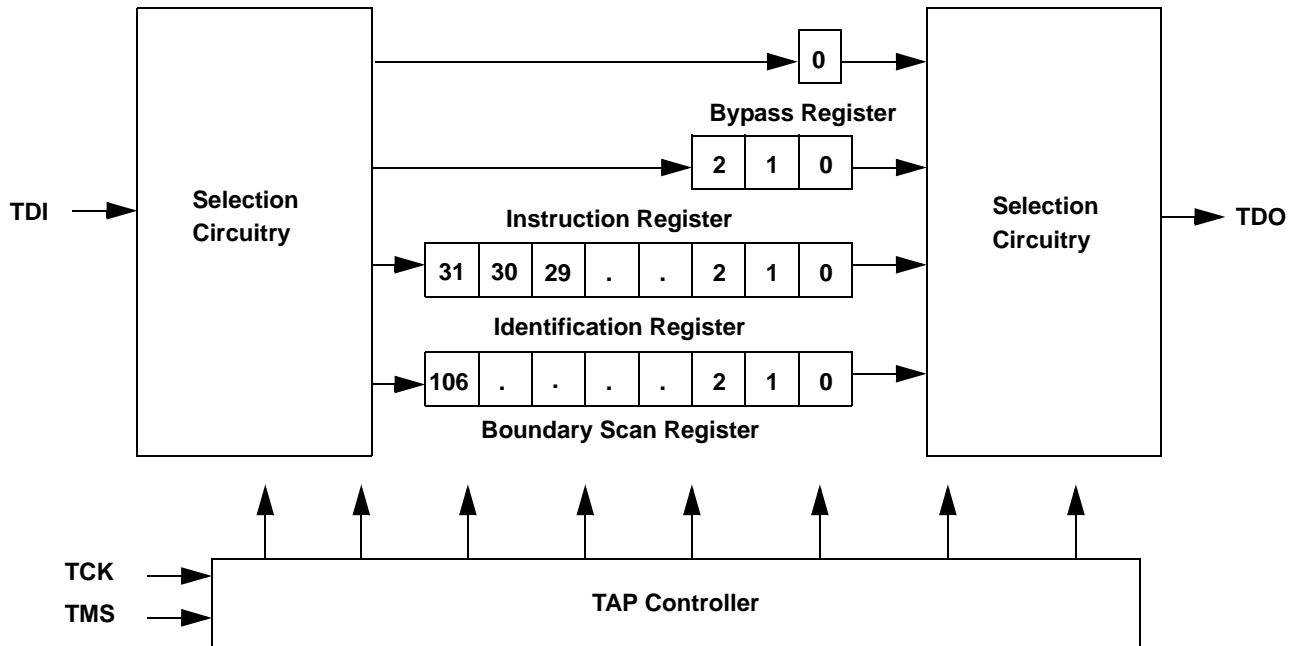 0
Bypass Register
2 1 0
Selection
Circuitry
TDI
Selection
Circuitry
TDO
Instruction Register
31 30 29 . . 2 1 0
Identification Register
106 . . . . 2 1 0
Boundary Scan Register
TCK
TMS
TAP Controller